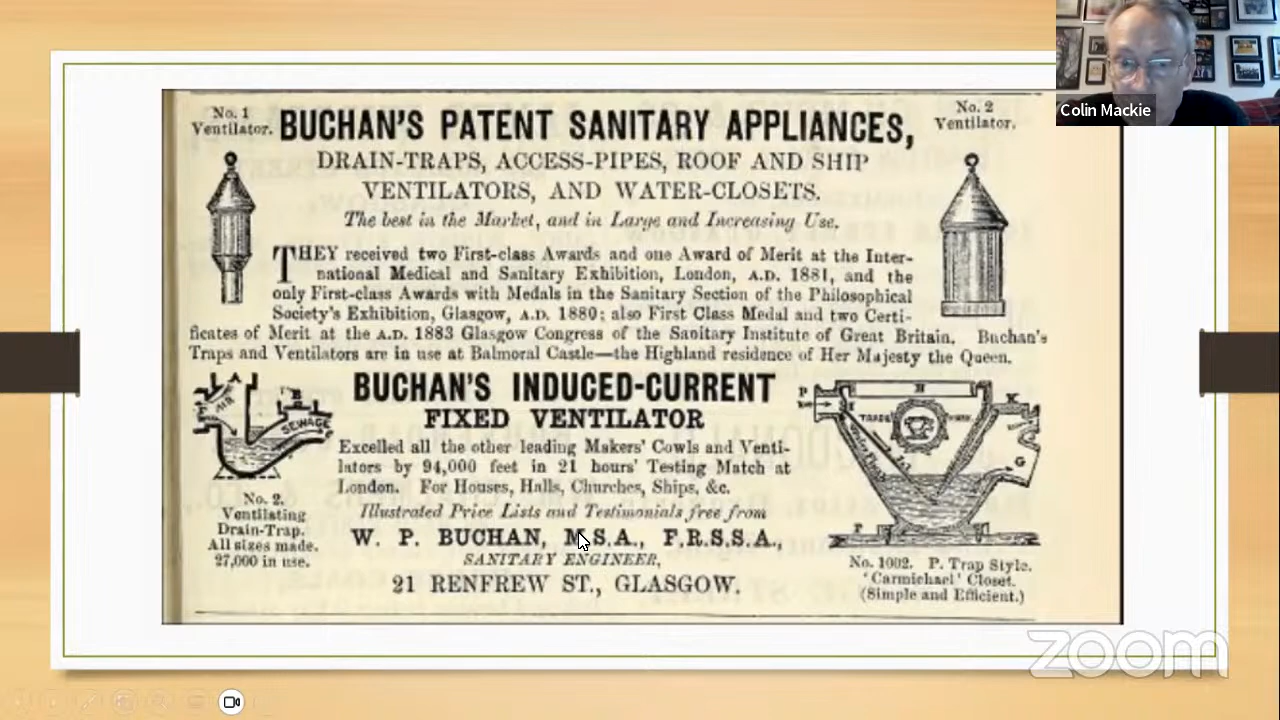 Colin Mackie
No. 1
Ventilator.
BUCHAN'S PATENT SANITARY APPLIANCES,
No. 2
Ventilator.
DRAIN-TRAPS, ACCESS-PIPES, ROOF AND SHIP
VENTILATORS, AND WATER-CLOSETS.
The best in the Market, and in Large and Increasing Use.
THEY received two First-class Awards and one Award of Merit at the Inter-
national Medical and Sanitary Exhibition, London, A.D. 1881, and the
only First-class Awards with Medals in the Sanitary Section of the Philosophical
Society's Exhibition, Glasgow, A.D. 1880; also First Class Medal and two Certi-
ficates of Merit at the A.D. 1883 Glasgow Congress of the Sanitary Institute of Great Britain. Buchan's
Traps and Ventilators are in use at Balmoral Castle—the Highland residence of Her Majesty the Queen.
A
AIR
B
SEWAGE
No. 2.
Ventilating
Drain-Trap.
All sizes made.
27,000 in use.
BUCHAN'S INDUCED-CURRENT
FIXED VENTILATOR
Excelled all the other leading Makers' Cowls and Venti-
lators by 94,000 feet in 21 hours' Testing Match at
London. For Houses, Halls, Churches, Ships, &c.
Illustrated Price Lists and Testimonials free from
W. P. BUCHAN, M.S.A., F.R.S.S.A.,
SANITARY ENGINEER,
21 RENFREW ST., GLASGOW.
P
H
K
TRADE MARK
G
F
No. 1002. P. Trap Style.
'Carmichael' Closet.
(Simple and Efficient.)
zoom